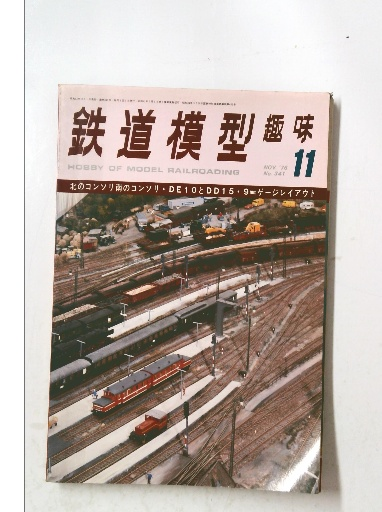 鉄道模型趣味 11
HOBBY OF MODEL RAILROADING
NOV '76
No. 341
北のコンソリ南のコンソリ・DE10とDD15・9㎜ゲージレイアウト